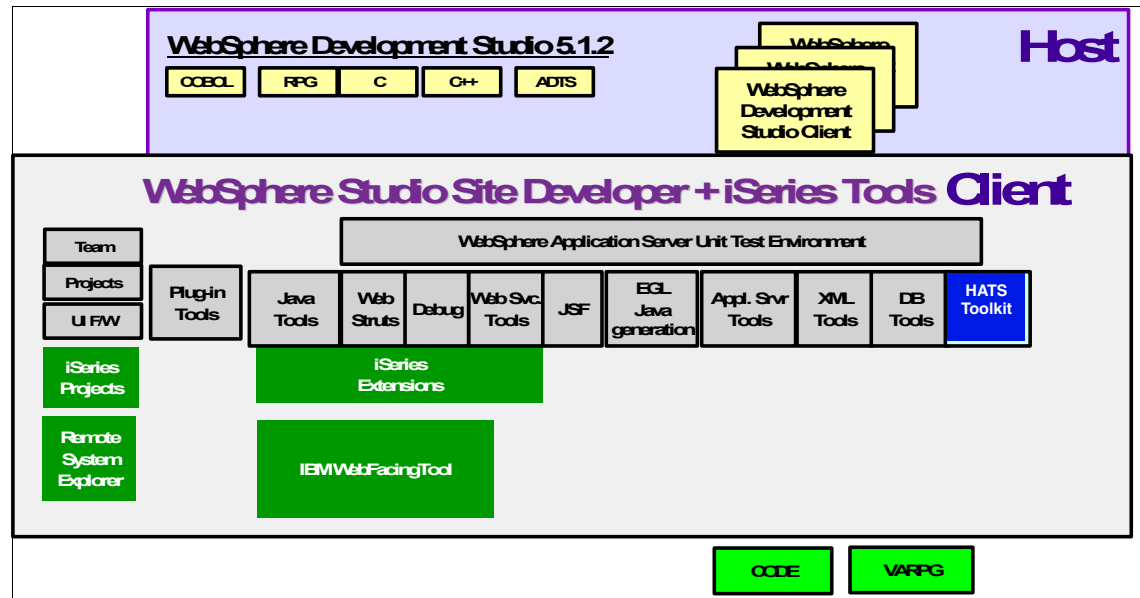 WebSphere Development Studio 5.1.2
Host
COBOL
RPG
C
C++
ADTS
WebSphere
WebSphere
WebSphere
Development
Studio Client
WebSphere Studio Site Developer + iSeries Tools Client
Team
Projects
UI F/W
Plug-in
Tools
WebSphere Application Server Unit Test Environment
Java
Tools
Web
Struts
Debug
Web Svc.
Tools
JSF
EGL
Java
generation
Appl. Srvr
Tools
XML
Tools
DB
Tools
HATS
Toolkit
iSeries
Projects
iSeries
Extensions
Remote
System
Explorer
IBM WebFacing Tool
CODE
VARPG